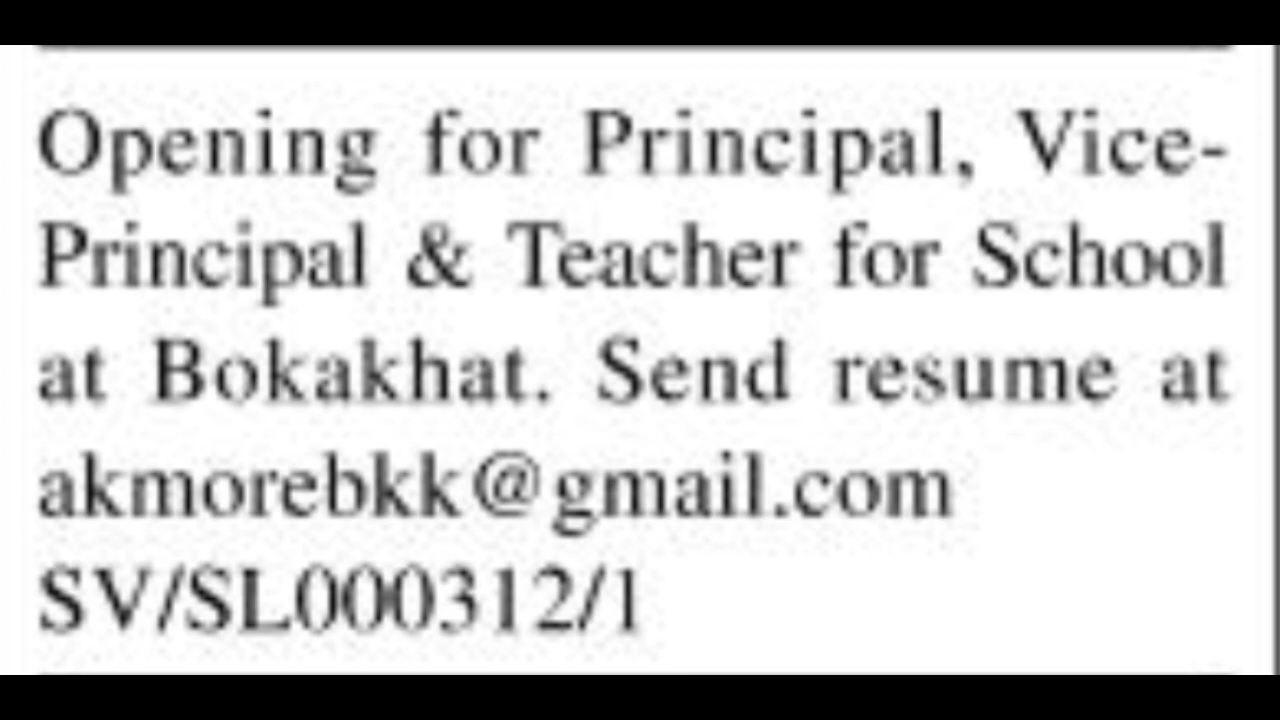 Opening for Principal, Vice-
Principal & Teacher for School
at Bokakhat. Send resume at
akmorebkk@gmail.com
SV/SL000312/1